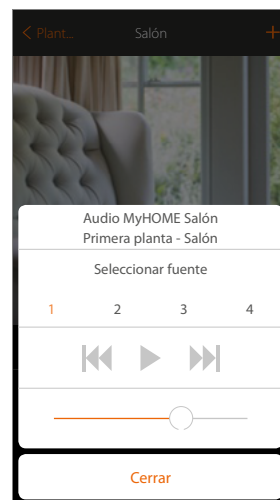 Plant... Salón
Audio MyHOME Salón
Primera planta - Salón
Seleccionar fuente
1 2 3 4
Cerrar